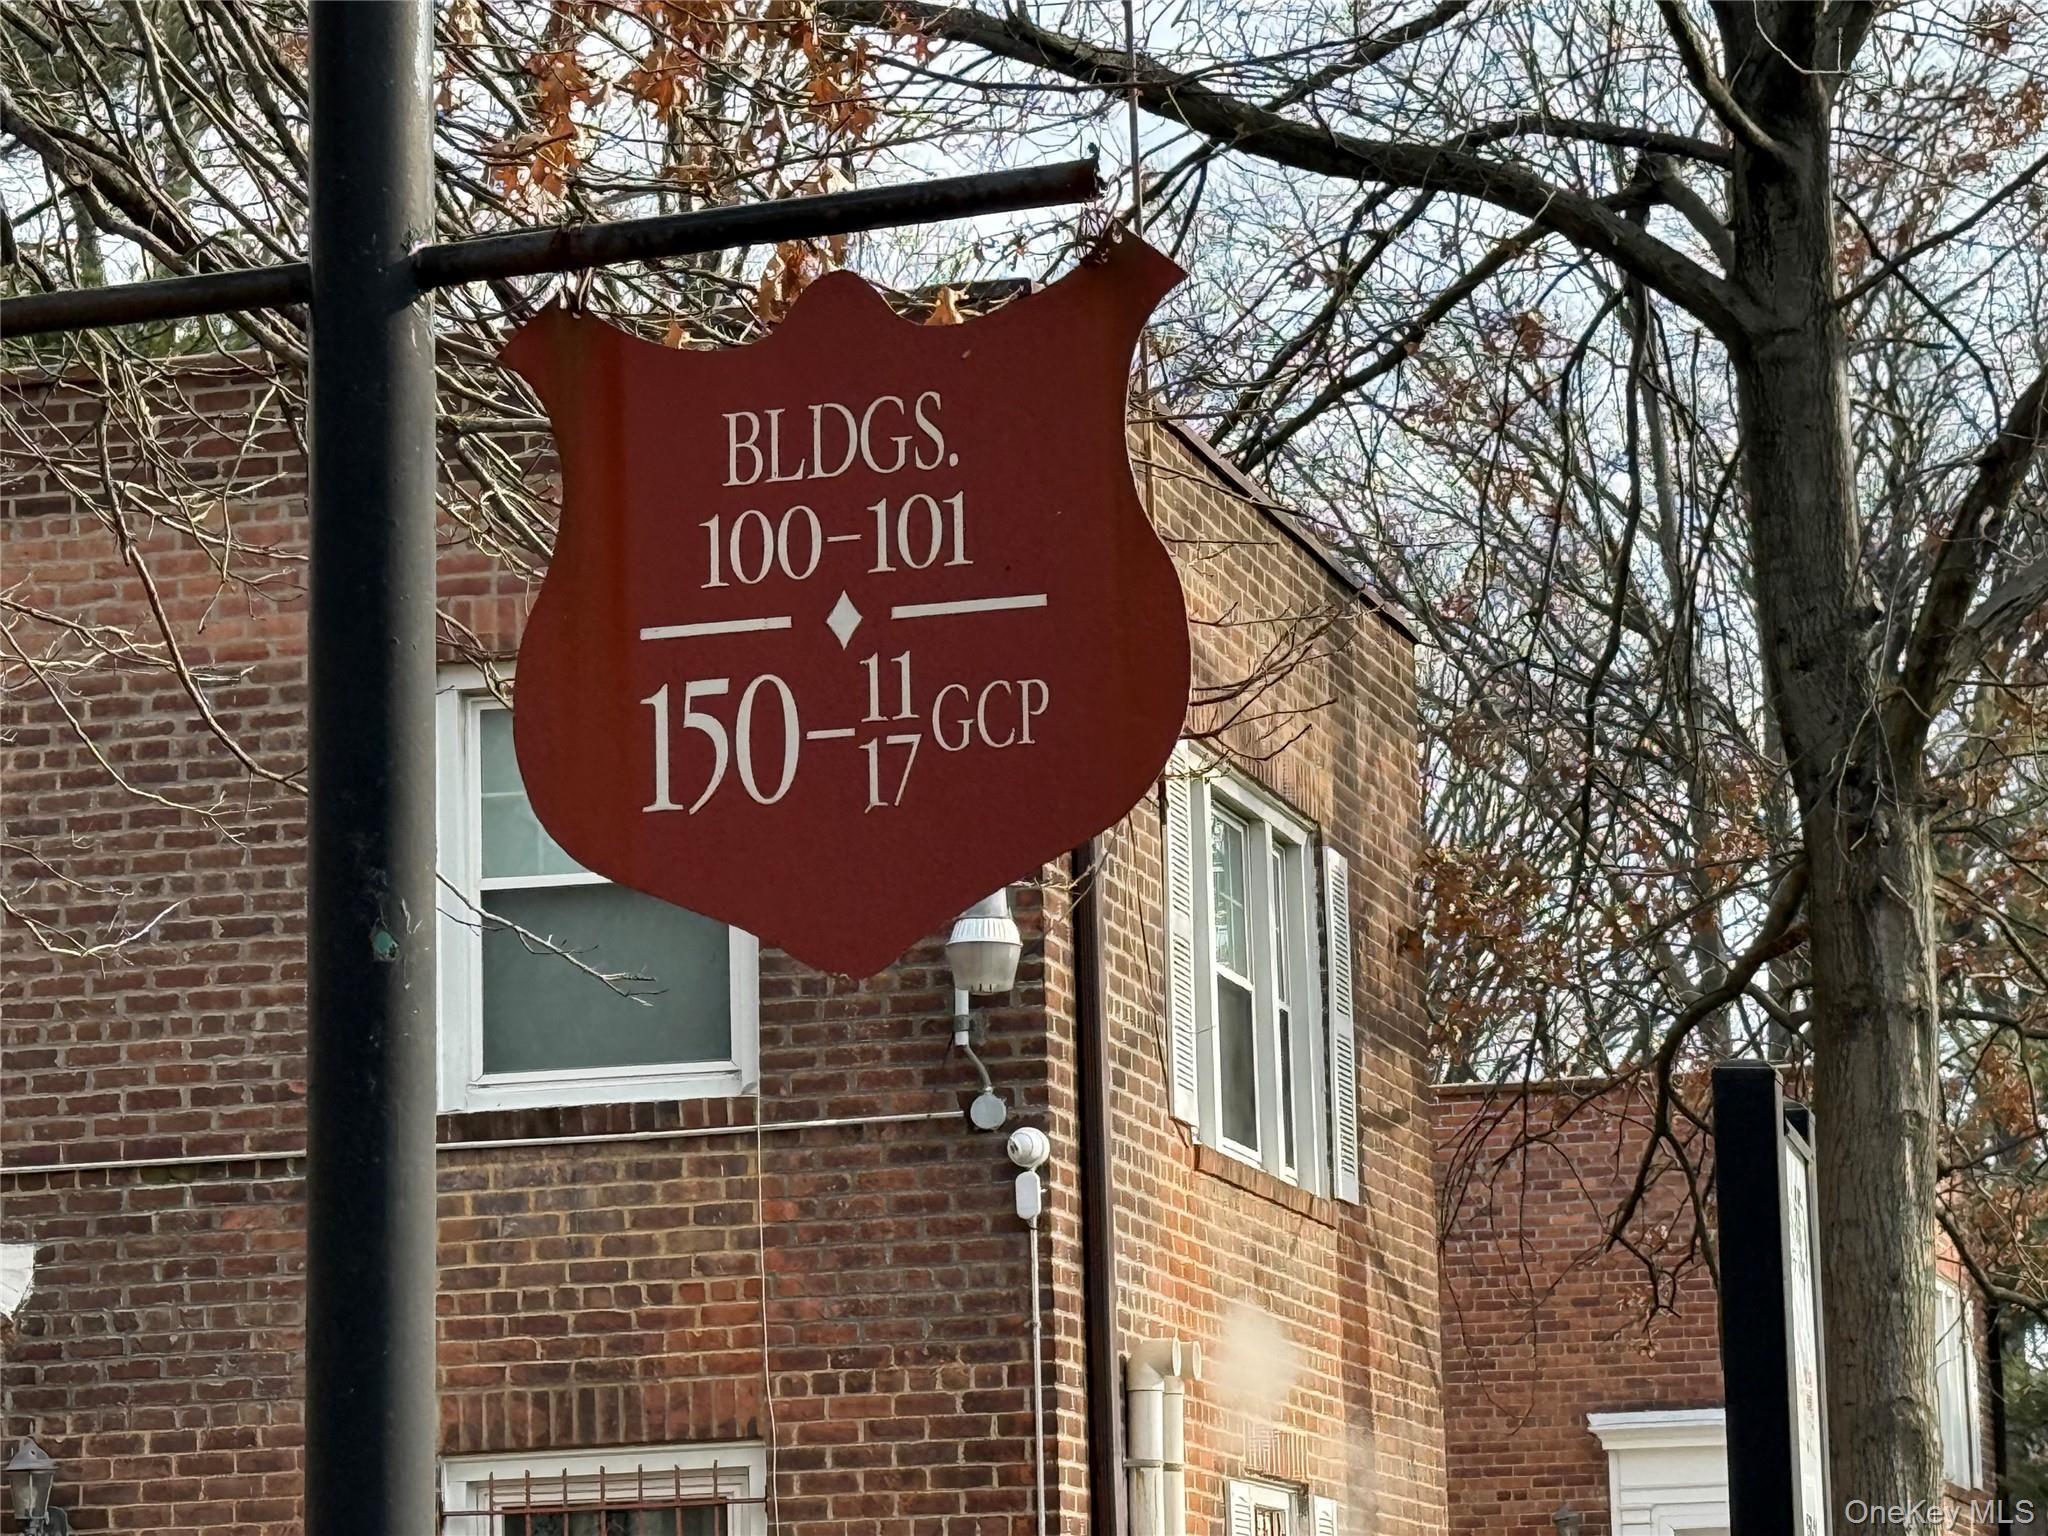 BLDGS.
100-101
150-11/17 GCP
OneKey MLS